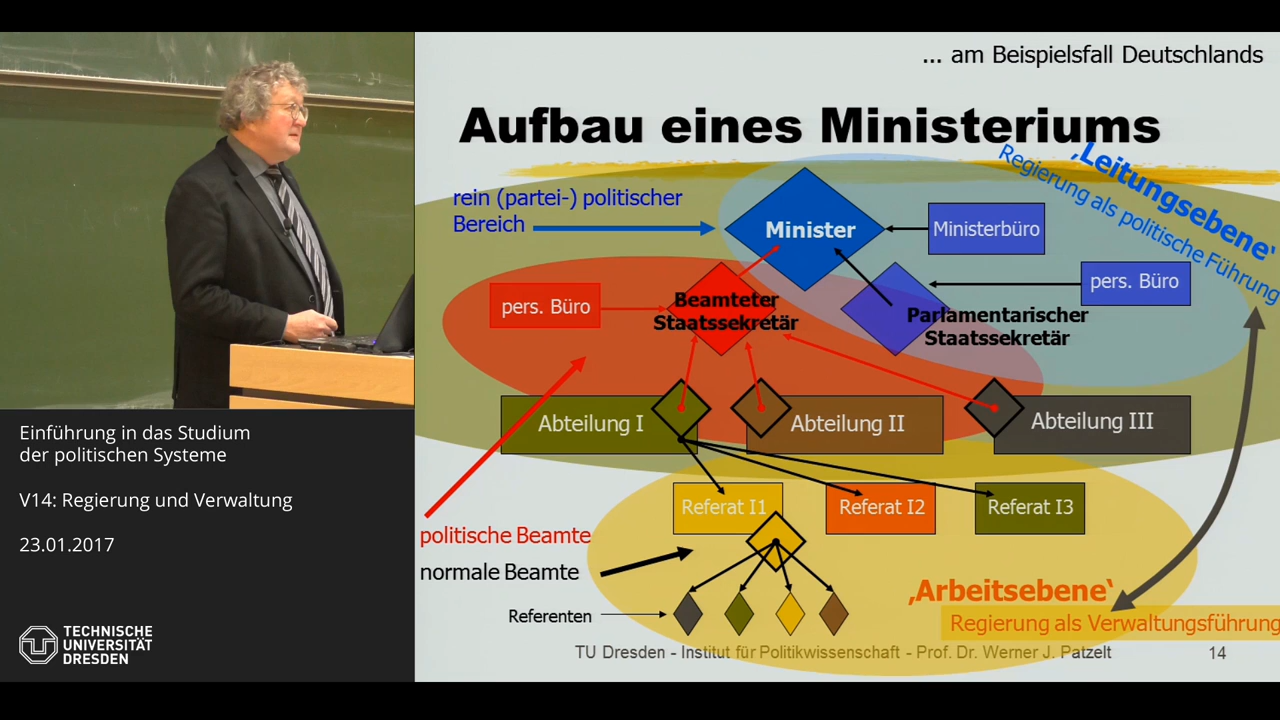 ... am Beispielsfall Deutschlands
Aufbau eines Ministeriums
‚Leitungsebene‘
Regierung als politische Führung
rein (partei-) politischer
Bereich
Minister
Ministerbüro
pers. Büro
pers. Büro
Beamteter
Staatssekretär
Parlamentarischer
Staatssekretär
Abteilung I
Abteilung II
Abteilung III
Referat I1
Referat I2
Referat I3
politische Beamte
normale Beamte
Referenten
‚Arbeitsebene‘
Regierung als Verwaltungsführung
TU Dresden - Institut für Politikwissenschaft - Prof. Dr. Werner J. Patzelt
14
Einführung in das Studium
der politischen Systeme
V14: Regierung und Verwaltung
23.01.2017
TECHNISCHE
UNIVERSITÄT
DRESDEN